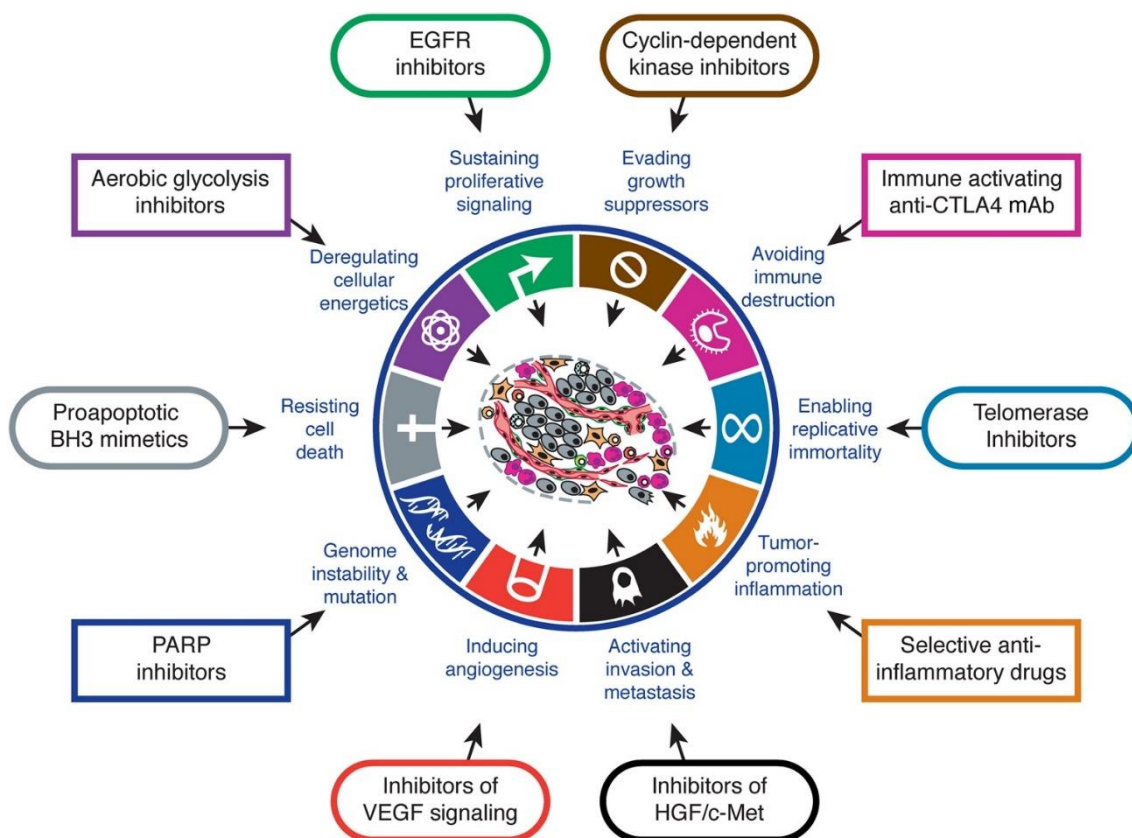 EGFR
inhibitors
Cyclin-dependent
kinase inhibitors
Sustaining
proliferative
signaling
Evading
growth
suppressors
Aerobic glycolysis
inhibitors
Immune activating
anti-CTLA4 mAb
Deregulating
cellular
energetics
Avoiding
immune
destruction
Proapoptotic
BH3 mimetics
Resisting
cell
death
Enabling
replicative
immortality
Telomerase
Inhibitors
Genome
instability &
mutation
Tumor-
promoting
inflammation
PARP
inhibitors
Inducing
angiogenesis
Activating
invasion &
metastasis
Selective anti-
inflammatory drugs
Inhibitors of
VEGF signaling
Inhibitors of
HGF/c-Met